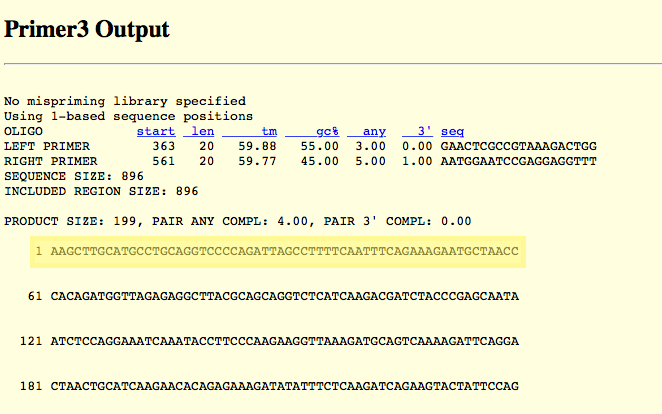 Primer3 Output
No mispriming library specified
Using 1-based sequence positions
OLIGO start len tm gc% any 3' seq
LEFT PRIMER 363 20 59.88 55.00 3.00 0.00 GAACTCGCCGTAAAGACTGG
RIGHT PRIMER 561 20 59.77 45.00 5.00 1.00 AATGGAATCCGAGGAGGTTT
SEQUENCE SIZE: 896
INCLUDED REGION SIZE: 896
PRODUCT SIZE: 199, PAIR ANY COMPL: 4.00, PAIR 3' COMPL: 0.00
1 AAGCTTGCATGCCTGCAGGTCCCCAGATTAGCCTTTTCAATTTCAGAAAGAATGCTAACC
61 CACAGATGGTTAGAGAGGCTTACGCAGCAGGTCTCATCAAGACGATCTACCCGAGCAATA
121 ATCTCCAGGAAATCAAATACCTTCCCAAGAAGGTTAAAGATGCAGTCAAAAGATTCAGGA
181 CTAACTGCATCAAGAACACAGAGAAAGATATATTTCTCAAGATCAGAAGTACTATTCCAG